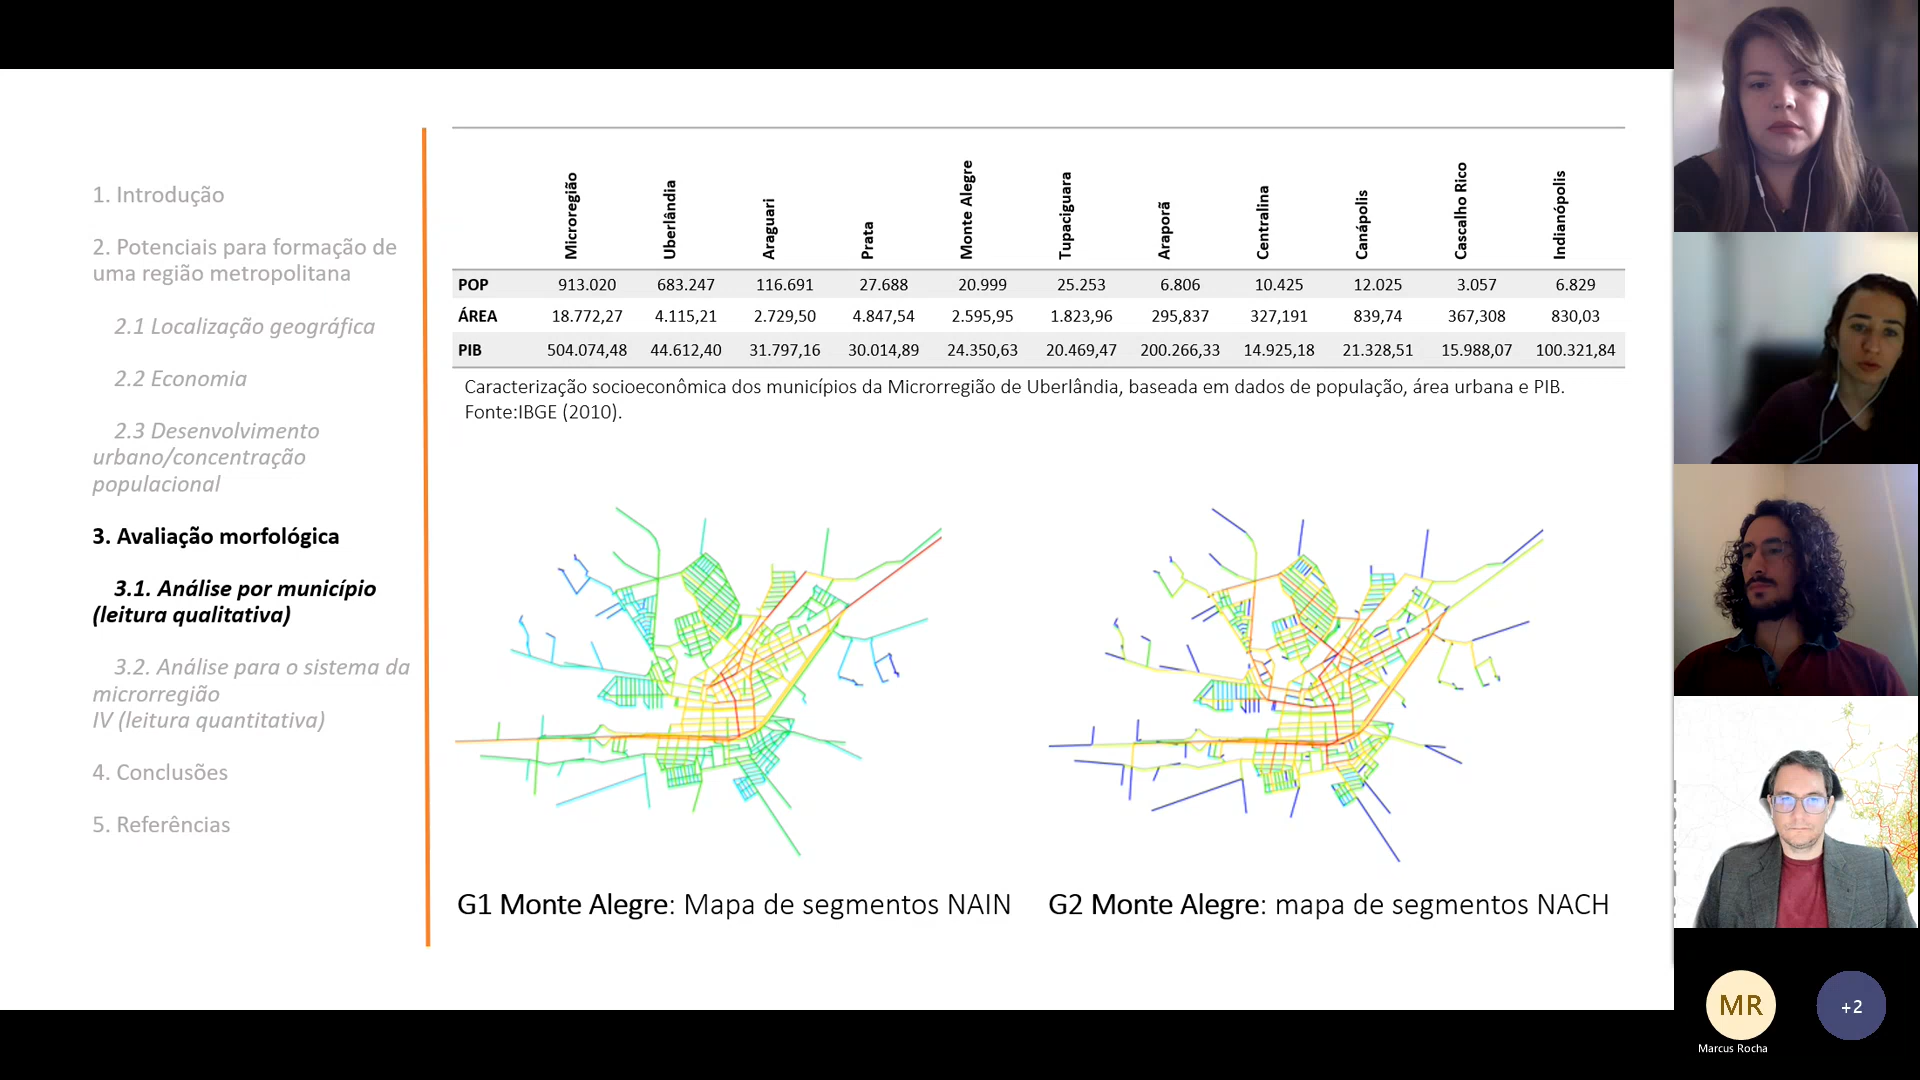 1. Introdução
2. Potenciais para formação de
uma região metropolitana
2.1 Localização geográfica
2.2 Economia
2.3 Desenvolvimento
urbano/concentração
populacional
3. Avaliação morfológica
3.1. Análise por município
(leitura qualitativa)
3.2. Análise para o sistema da
microrregião
IV (leitura quantitativa)
4. Conclusões
5. Referências
Microregião Uberlândia Araguari Prata Monte Alegre Tupaciguara Araporã Centralina Canápolis Cascalho Rico Indianópolis
POP 913.020 683.247 116.691 27.688 20.999 25.253 6.806 10.425 12.025 3.057 6.829
ÁREA 18.772,27 4.115,21 2.729,50 4.847,54 2.595,95 1.823,96 295,837 327,191 839,74 367,308 830,03
PIB 504.074,48 44.612,40 31.797,16 30.014,89 24.350,63 20.469,47 200.266,33 14.925,18 21.328,51 15.988,07 100.321,84
Caracterização socioeconômica dos municípios da Microrregião de Uberlândia, baseada em dados de população, área urbana e PIB.
Fonte:IBGE (2010).
G1 Monte Alegre: Mapa de segmentos NAIN
G2 Monte Alegre: mapa de segmentos NACH
MR
+2
Marcus Rocha